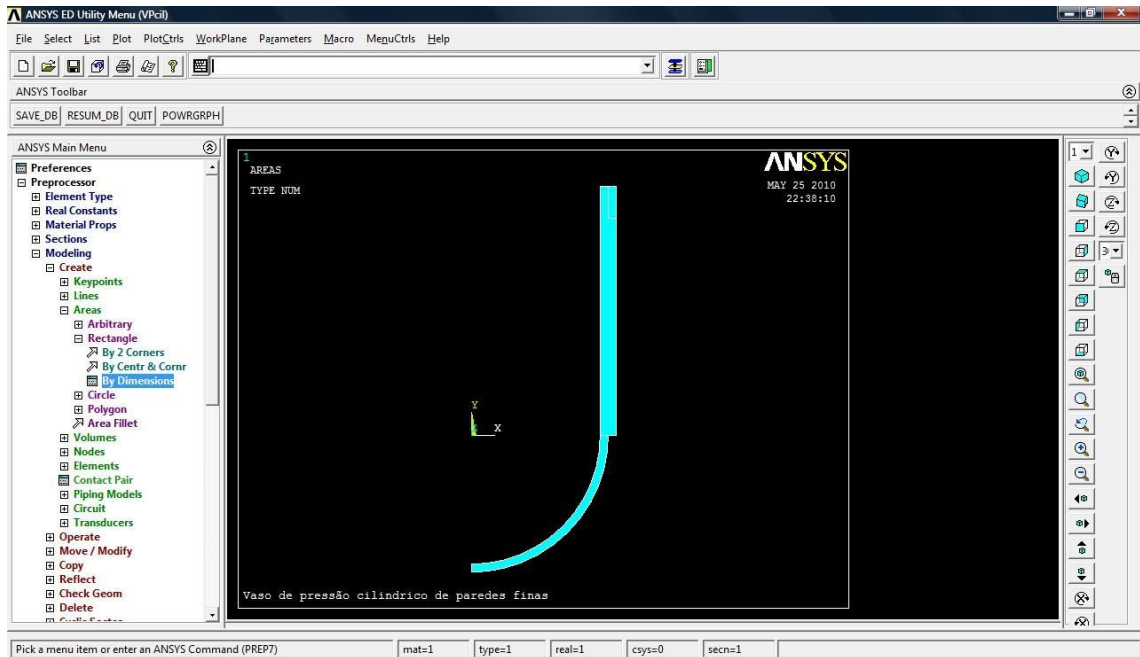 ANSYS ED Utility Menu (VPcil)
File Select List Plot PlotCtrls WorkPlane Parameters Macro MenuCtrls Help
ANSYS Toolbar
SAVE_DB RESUM_DB QUIT POWRGRPH
ANSYS Main Menu
Preferences
Preprocessor
Element Type
Real Constants
Material Props
Sections
Modeling
Create
Keypoints
Lines
Areas
Arbitrary
Rectangle
By 2 Corners
By Centr & Cornr
By Dimensions
Circle
Polygon
Area Fillet
Volumes
Nodes
Elements
Contact Pair
Piping Models
Circuit
Transducers
Operate
Move / Modify
Copy
Reflect
Check Geom
Delete
1
AREAS
TYPE NUM
ANSYS
MAY 25 2010
22:38:10
Y
X
Vaso de pressão cilindrico de paredes finas
1
Pick a menu item or enter an ANSYS Command (PREP7)
mat=1
type=1
real=1
csys=0
secn=1